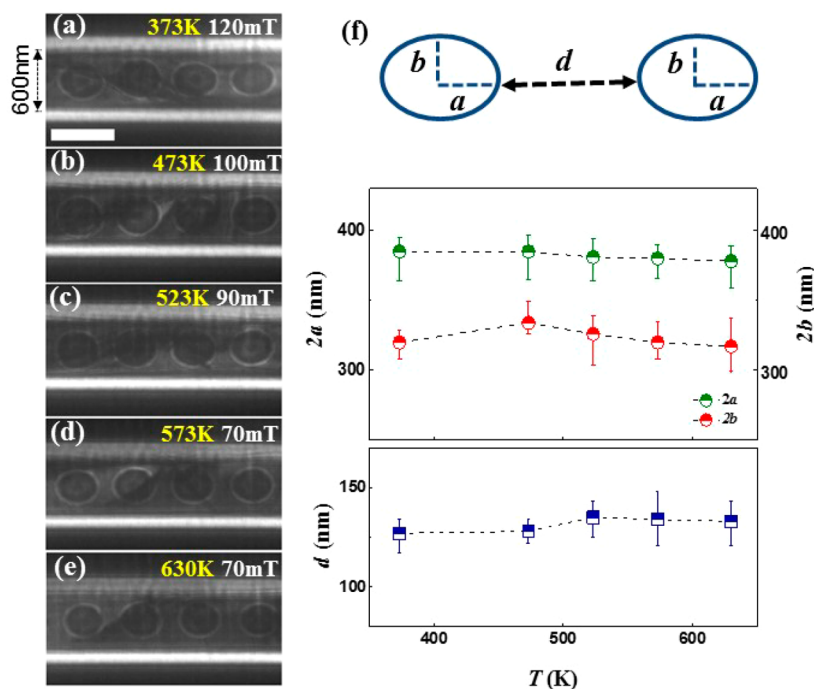 (a) 373K 120mT
600nm
(b) 473K 100mT
(c) 523K 90mT
(d) 573K 70mT
(e) 630K 70mT
(f)
b d b
a a
400 400
2a (nm) 2b (nm)
300 300
2a
2b
150
d (nm)
100
400 500 600
T (K)